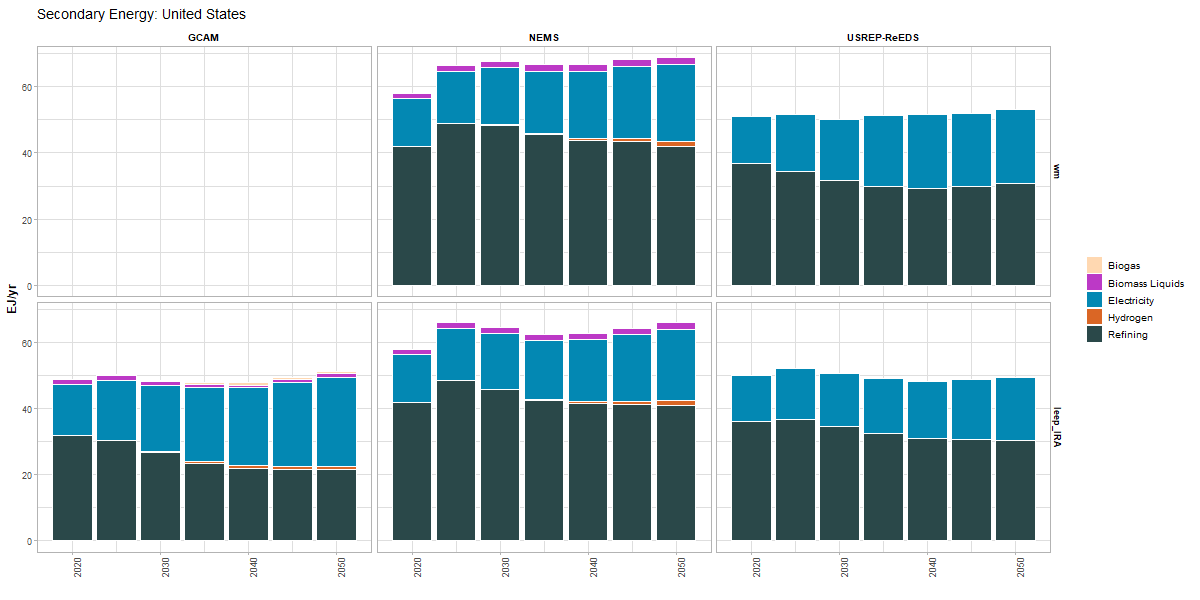 Secondary Energy: United States
GCAM NEMS USREP-ReEDS
60
40
20
0
wm
EJ/yr
60
40
20
0
leep_IRA
2020 2030 2040 2050 2020 2030 2040 2050 2020 2030 2040 2050
Biogas
Biomass Liquids
Electricity
Hydrogen
Refining